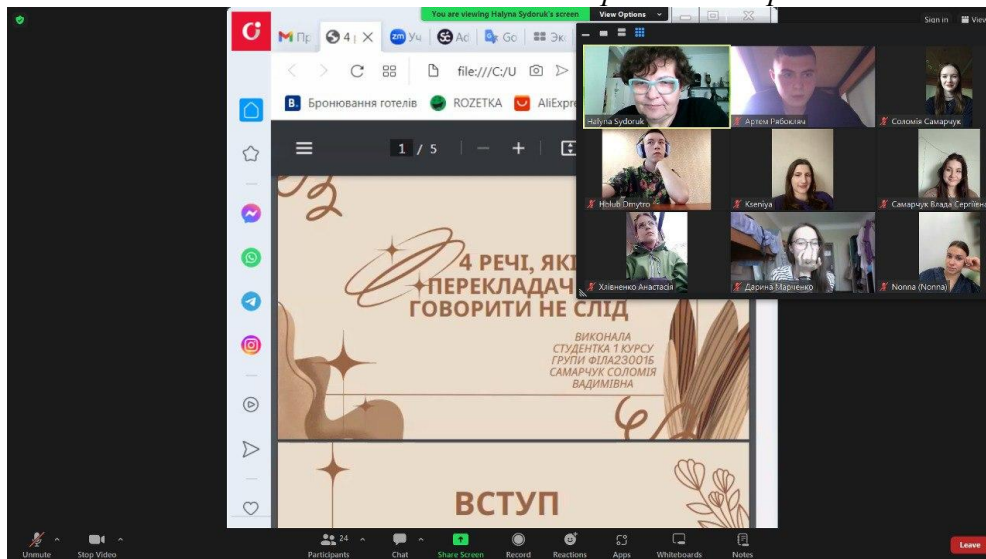 You are viewing Halyna Sydoruk's screen
View Options
Sign in
View
4
Ad
Go
file:///C:/U
B.
Бронювання готелів
ROZETKA
1 / 5
Halyna Sydoruk
Артем Рябокляч
Соломія Самарчук
Holub Dmytro
Kseniya
Самарчук Влада Сергіївна
Хлівненко Анастасія
Дарина Марченко
Nonna (Nonna)
4 РЕЧІ, ЯКІ
ПЕРЕКЛАДАЧ
ГОВОРИТИ НЕ СЛІД
ВИКОНАЛА
СТУДЕНТКА 1 КУРСУ
ГРУПИ ФІЛА23001Б
САМАРЧУК СОЛОМІЯ
ВАДИМІВНА
ВСТУП
Unmute
Stop Video
Participants
24
Chat
Share Screen
Record
Reactions
Apps
Whiteboards
Notes
Leave